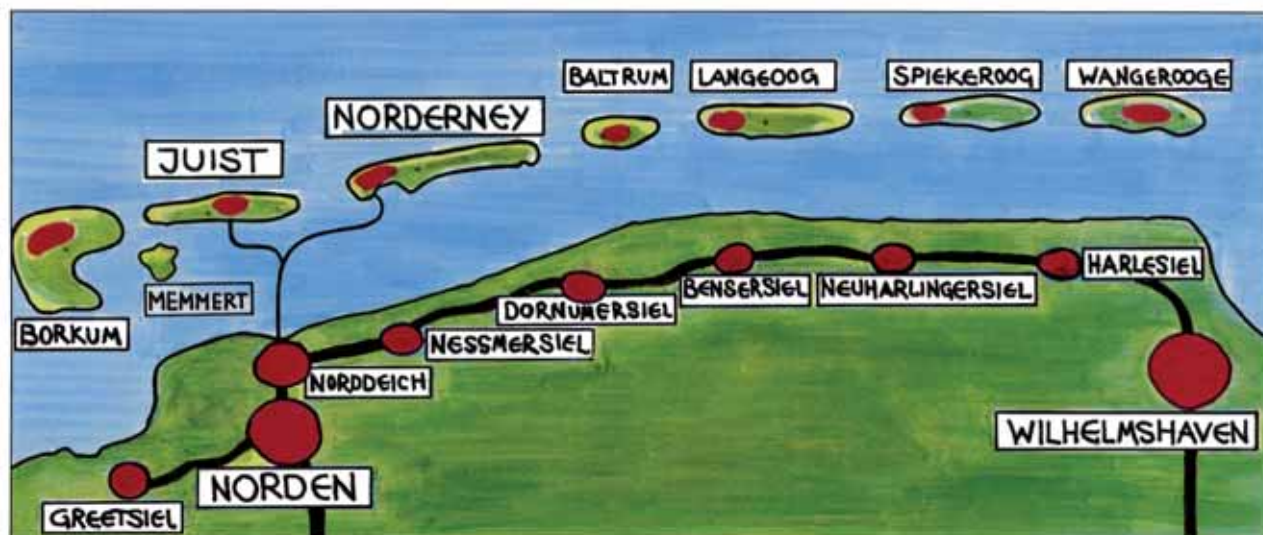 BALTRUM
LANGEOOG
SPIEKEROOG
WANGEROOGE
NORDERNEY
JUIST
MEMMERT
BORKUM
HARLESIEL
NEUHARLINGERSIEL
BENSERSIEL
DORNUMERSIEL
NESSMERSIEL
NORDDEICH
WILHELMSHAVEN
NORDEN
GREETSIEL